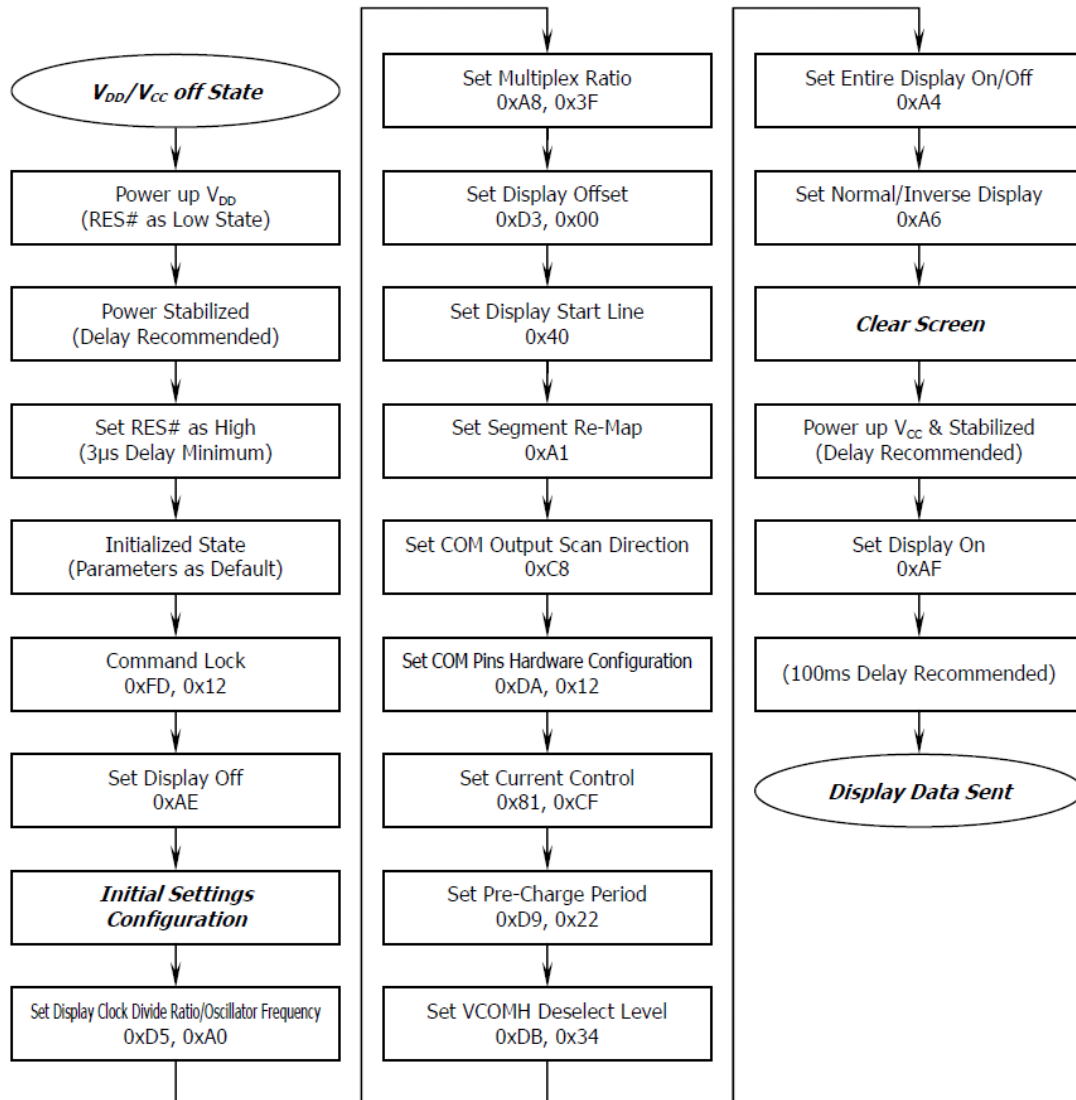 V_DD/V_CC off State
Power up V_DD
(RES# as Low State)
Power Stabilized
(Delay Recommended)
Set RES# as High
(3μs Delay Minimum)
Initialized State
(Parameters as Default)
Command Lock
0xFD, 0x12
Set Display Off
0xAE
Initial Settings
Configuration
Set Display Clock Divide Ratio/Oscillator Frequency
0xD5, 0xA0
Set Multiplex Ratio
0xA8, 0x3F
Set Display Offset
0xD3, 0x00
Set Display Start Line
0x40
Set Segment Re-Map
0xA1
Set COM Output Scan Direction
0xC8
Set COM Pins Hardware Configuration
0xDA, 0x12
Set Current Control
0x81, 0xCF
Set Pre-Charge Period
0xD9, 0x22
Set VCOMH Deselect Level
0xDB, 0x34
Set Entire Display On/Off
0xA4
Set Normal/Inverse Display
0xA6
Clear Screen
Power up V_CC & Stabilized
(Delay Recommended)
Set Display On
0xAF
(100ms Delay Recommended)
Display Data Sent